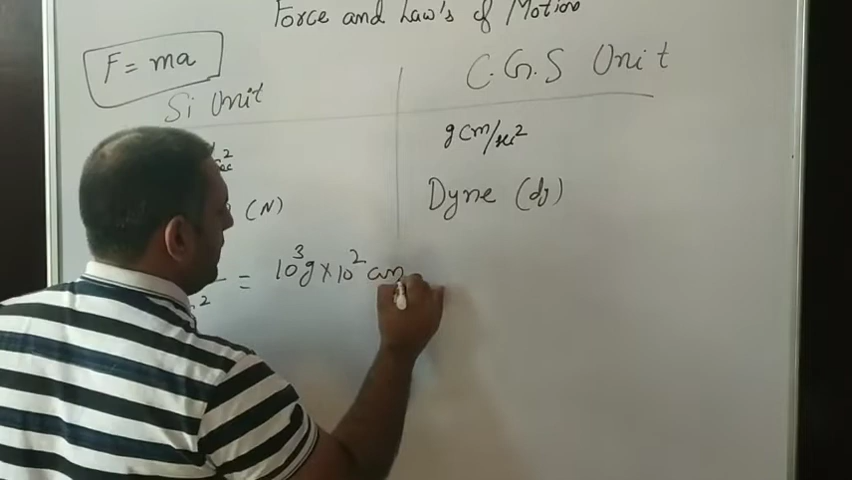 Force and Law's of Motion
F = ma
Si Unit
C.G.S Unit
gcm/sec²
(N)
Dyne (dy)
= 10³g×10² cm